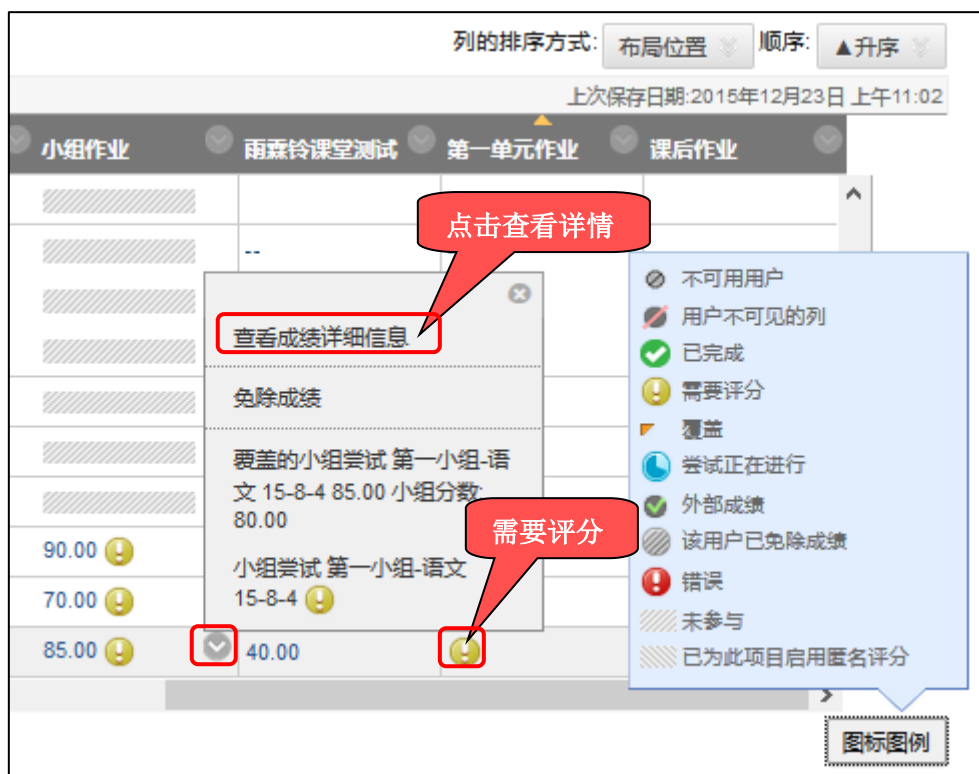 列的排序方式: 布局位置 顺序: ▲升序
上次保存日期:2015年12月23日 上午11:02
小组作业 雨霖铃课堂测试 第一单元作业 课后作业
点击查看详情
--
查看成绩详细信息
免除成绩
覆盖的小组尝试 第一小组-语
文 15-8-4 85.00 小组分数:
80.00
小组尝试 第一小组-语文
15-8-4
需要评分
90.00
70.00
85.00 40.00
不可用用户
用户不可见的列
已完成
需要评分
覆盖
尝试正在进行
外部成绩
该用户已免除成绩
错误
未参与
已为此项目启用匿名评分
图标图例